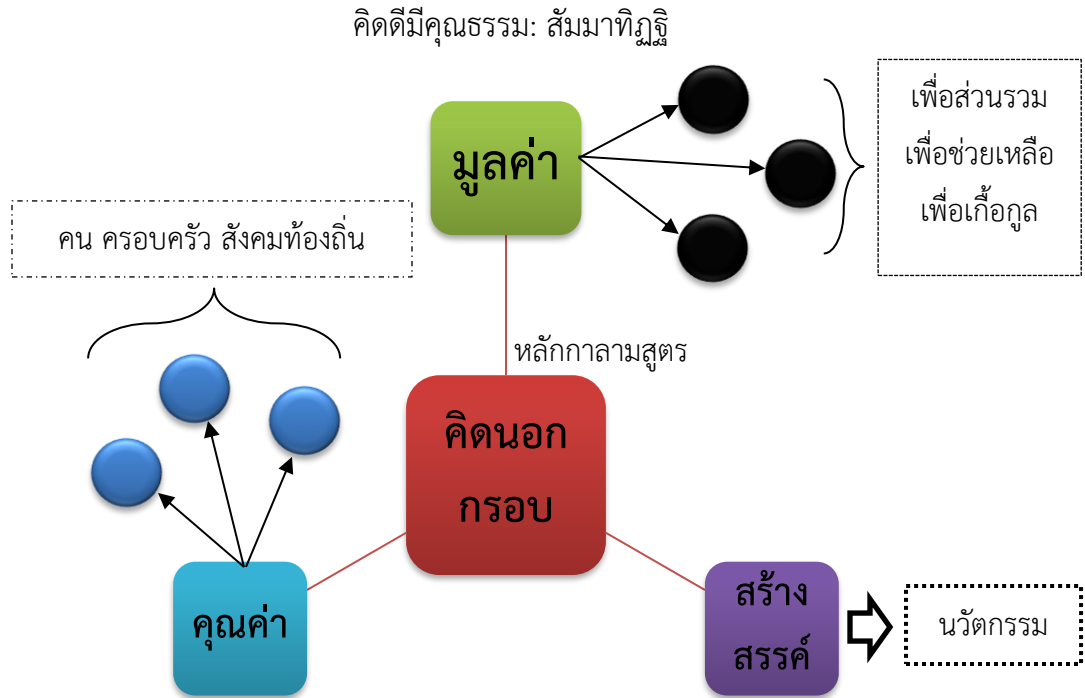 คิดดีมีคุณธรรม: สัมมาทิฏฐิ
มูลค่า
เพื่อส่วนรวม
เพื่อช่วยเหลือ
เพื่อเกื้อกูล
คน ครอบครัว สังคมท้องถิ่น
หลักกาลามสูตร
คิดนอก
กรอบ
คุณค่า
สร้าง
สรรค์
นวัตกรรม